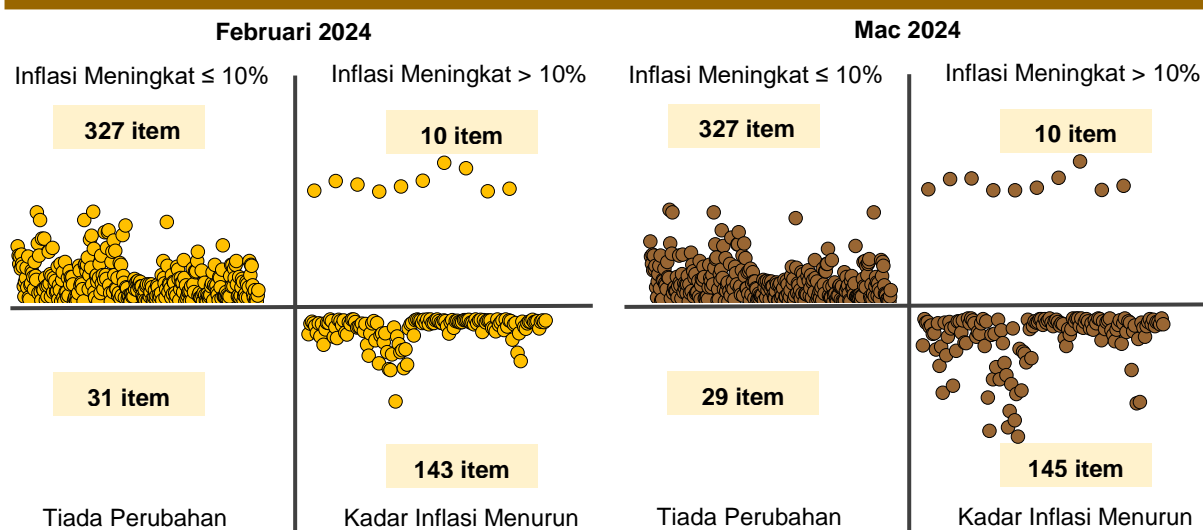 Februari 2024
Inflasi Meningkat ≤ 10%
Inflasi Meningkat > 10%
327 item
10 item
31 item
143 item
Tiada Perubahan
Kadar Inflasi Menurun
Mac 2024
Inflasi Meningkat ≤ 10%
Inflasi Meningkat > 10%
327 item
10 item
29 item
145 item
Tiada Perubahan
Kadar Inflasi Menurun